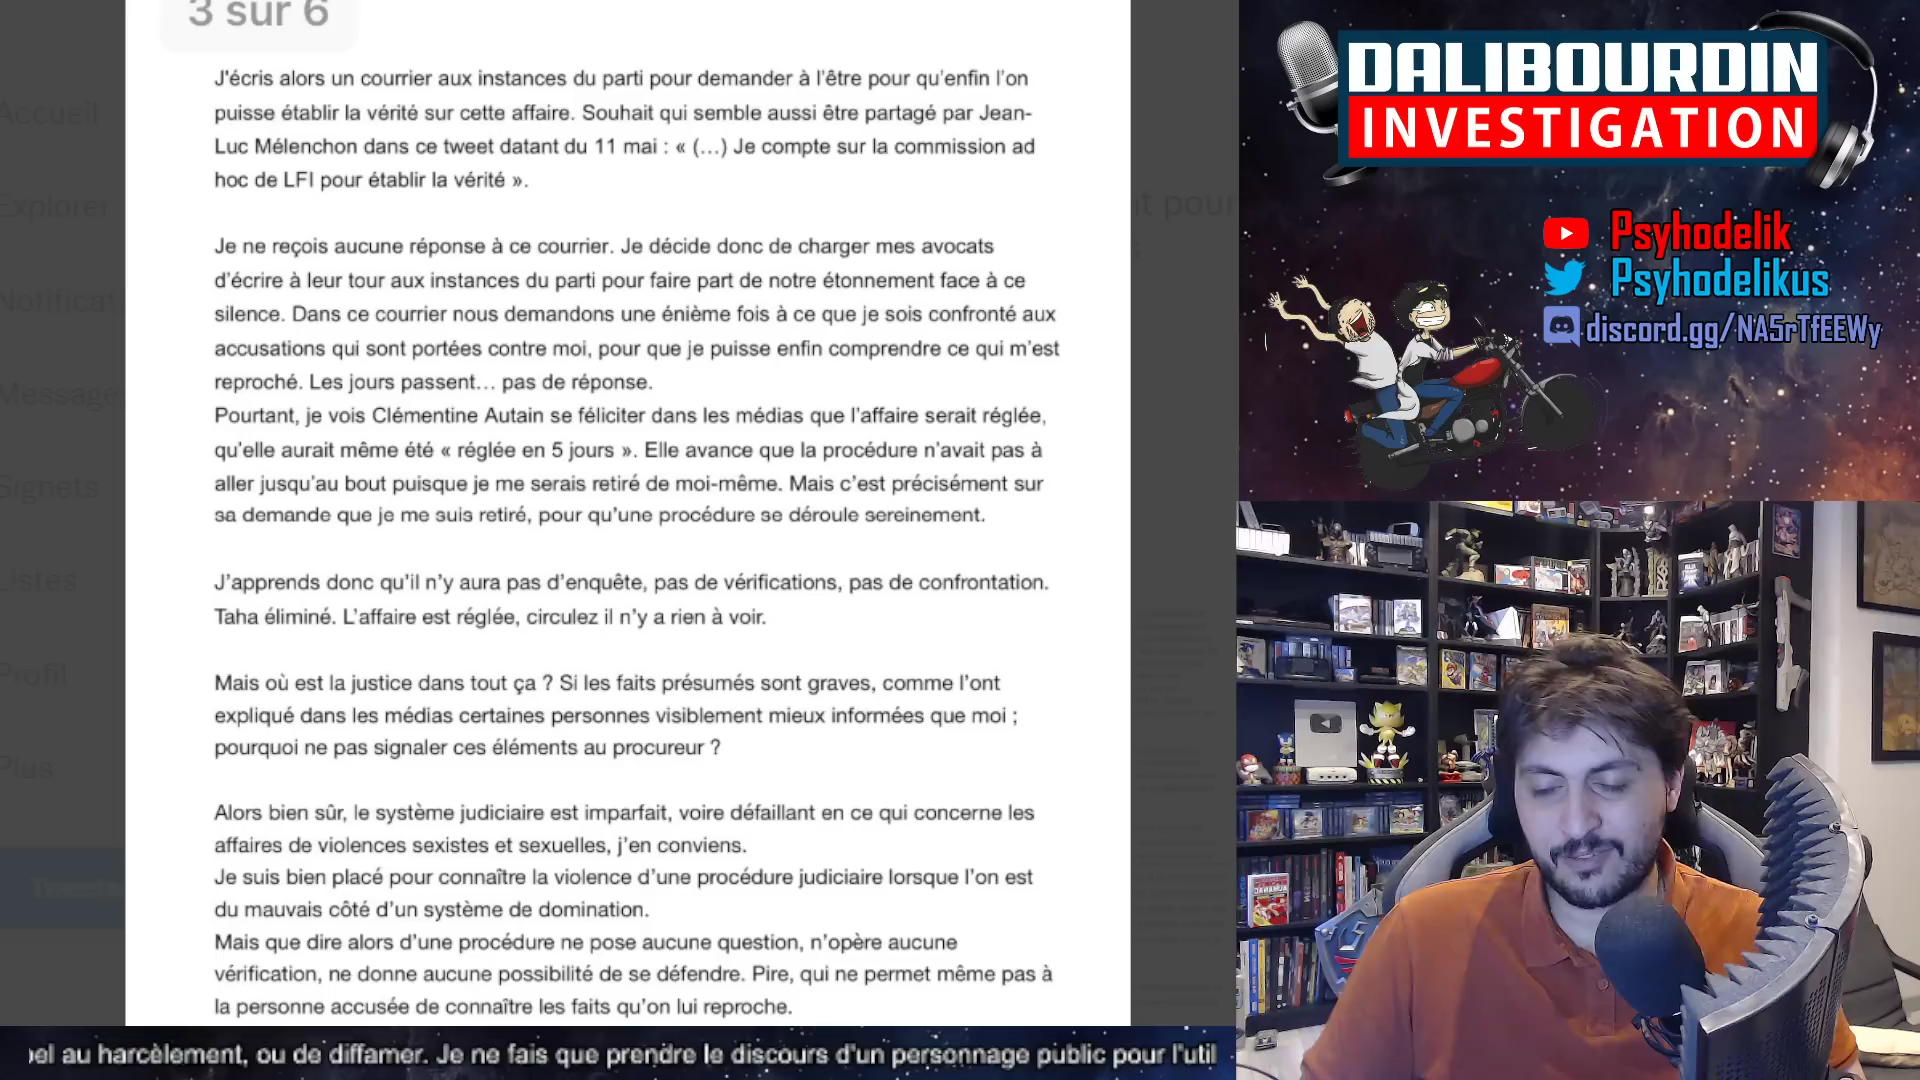 3 sur 6
J'écris alors un courrier aux instances du parti pour demander à l'être pour qu'enfin l'on
puisse établir la vérité sur cette affaire. Souhait qui semble aussi être partagé par Jean-
Luc Mélenchon dans ce tweet datant du 11 mai : « (…) Je compte sur la commission ad
hoc de LFI pour établir la vérité ».
Je ne reçois aucune réponse à ce courrier. Je décide donc de charger mes avocats
d'écrire à leur tour aux instances du parti pour faire part de notre étonnement face à ce
silence. Dans ce courrier nous demandons une énième fois à ce que je sois confronté aux
accusations qui sont portées contre moi, pour que je puisse enfin comprendre ce qui m'est
reproché. Les jours passent… pas de réponse.
Pourtant, je vois Clémentine Autain se féliciter dans les médias que l'affaire serait réglée,
qu'elle aurait même été « réglée en 5 jours ». Elle avance que la procédure n'avait pas à
aller jusqu'au bout puisque je me serais retiré de moi-même. Mais c'est précisément sur
sa demande que je me suis retiré, pour qu'une procédure se déroule sereinement.
J'apprends donc qu'il n'y aura pas d'enquête, pas de vérifications, pas de confrontation.
Taha éliminé. L'affaire est réglée, circulez il n'y a rien à voir.
Mais où est la justice dans tout ça ? Si les faits présumés sont graves, comme l'ont
expliqué dans les médias certaines personnes visiblement mieux informées que moi ;
pourquoi ne pas signaler ces éléments au procureur ?
Alors bien sûr, le système judiciaire est imparfait, voire défaillant en ce qui concerne les
affaires de violences sexistes et sexuelles, j'en conviens.
Je suis bien placé pour connaître la violence d'une procédure judiciaire lorsque l'on est
du mauvais côté d'un système de domination.
Mais que dire alors d'une procédure ne pose aucune question, n'opère aucune
vérification, ne donne aucune possibilité de se défendre. Pire, qui ne permet même pas à
la personne accusée de connaître les faits qu'on lui reproche.
Accueil
Explorer
Notificat
Message
Signets
Listes
Profil
Plus
t pour
DALIBOURDIN
INVESTIGATION
Psyhodelik
Psyhodelikus
discord.gg/NA5rTfEEWy
pel au harcèlement, ou de diffamer. Je ne fais que prendre le discours d'un personnage public pour l'util